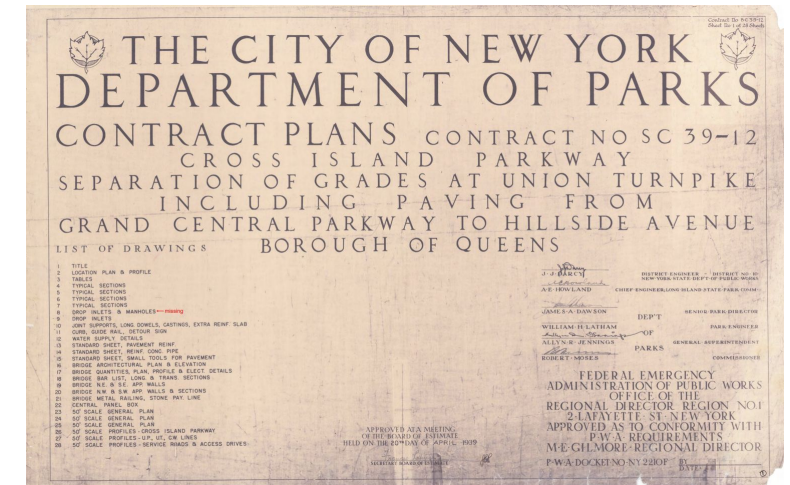 Contract No SC 39-12
Sheet No 1 of 28 Sheets
THE CITY OF NEW YORK
DEPARTMENT OF PARKS
CONTRACT PLANS CONTRACT NO SC 39-12
CROSS ISLAND PARKWAY
SEPARATION OF GRADES AT UNION TURNPIKE
INCLUDING PAVING FROM
GRAND CENTRAL PARKWAY TO HILLSIDE AVENUE
BOROUGH OF QUEENS
LIST OF DRAWINGS
1 TITLE
2 LOCATION PLAN & PROFILE
3 TABLES
4 TYPICAL SECTIONS
5 TYPICAL SECTIONS
6 TYPICAL SECTIONS
7 TYPICAL SECTIONS
8 DROP INLETS & MANHOLES missing
9 DROP INLETS
10 JOINT SUPPORTS, LONG DOWELS, CASTINGS, EXTRA REINF SLAB
11 CURB, GUIDE RAIL, DETOUR SIGN
12 WATER SUPPLY DETAILS
13 STANDARD SHEET, PAVEMENT REINF.
14 STANDARD SHEET, REINF. CONC. PIPE
15 STANDARD SHEET, SMALL TOOLS FOR PAVEMENT
16 BRIDGE ARCHITECTURAL PLAN & ELEVATION
17 BRIDGE QUANTITIES, PLAN, PROFILE & ELECT. DETAILS
18 BRIDGE BAR LIST, LONG & TRANS. SECTIONS
19 BRIDGE N.E. & S.E. APP. WALLS
20 BRIDGE N.W. & S.W. APP. WALLS & SECTIONS
21 BRIDGE METAL RAILING, STONE PAY. LINE
22 CENTRAL PANEL BOX
23 50' SCALE GENERAL PLAN
24 50' SCALE GENERAL PLAN
25 50' SCALE GENERAL PLAN
26 50' SCALE PROFILES - CROSS ISLAND PARKWAY
27 50' SCALE PROFILES - U.P., UT., CW LINES
28 50' SCALE PROFILES - SERVICE ROADS & ACCESS DRIVES
APPROVED AT A MEETING
OF THE BOARD OF ESTIMATE
HELD ON THE 20TH DAY OF APRIL 1939
SECRETARY BOARD OF ESTIMATE
J·J·DARCY DISTRICT ENGINEER - DISTRICT NO 10
NEW YORK STATE DEP'T OF PUBLIC WORKS
A·E·HOWLAND CHIEF ENGINEER, LONG ISLAND STATE PARK COM
JAMES·A·DAWSON SENIOR PARK DIRECTOR
DEP'T
WILLIAM·H·LATHAM PARK ENGINEER
OF
ALLYN·R·JENNINGS GENERAL SUPERINTENDENT
PARKS
ROBERT·MOSES COMMISSIONER
FEDERAL EMERGENCY
ADMINISTRATION OF PUBLIC WORKS
OFFICE OF THE
REGIONAL DIRECTOR REGION NO.1
2·LAFAYETTE·ST·NEW YORK
APPROVED AS TO CONFORMITY WITH
P·W·A· REQUIREMENTS
M·E·GILMORE·REGIONAL DIRECTOR
P·W·A·DOCKET·NO·NY 2210F BY
DATE
1